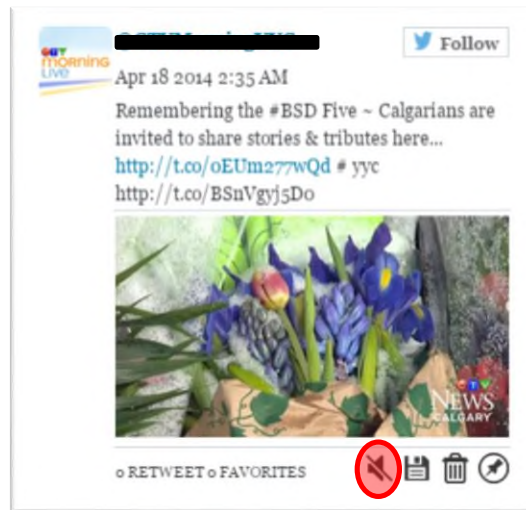 CTV
morning
Live
Follow
Apr 18 2014 2:35 AM
Remembering the #BSD Five ~ Calgarians are
invited to share stories & tributes here...
http://t.co/oEUm277wQd # yyc
http://t.co/BSnVgyj5Do
CTV
NEWS
CALGARY
0 RETWEET 0 FAVORITES